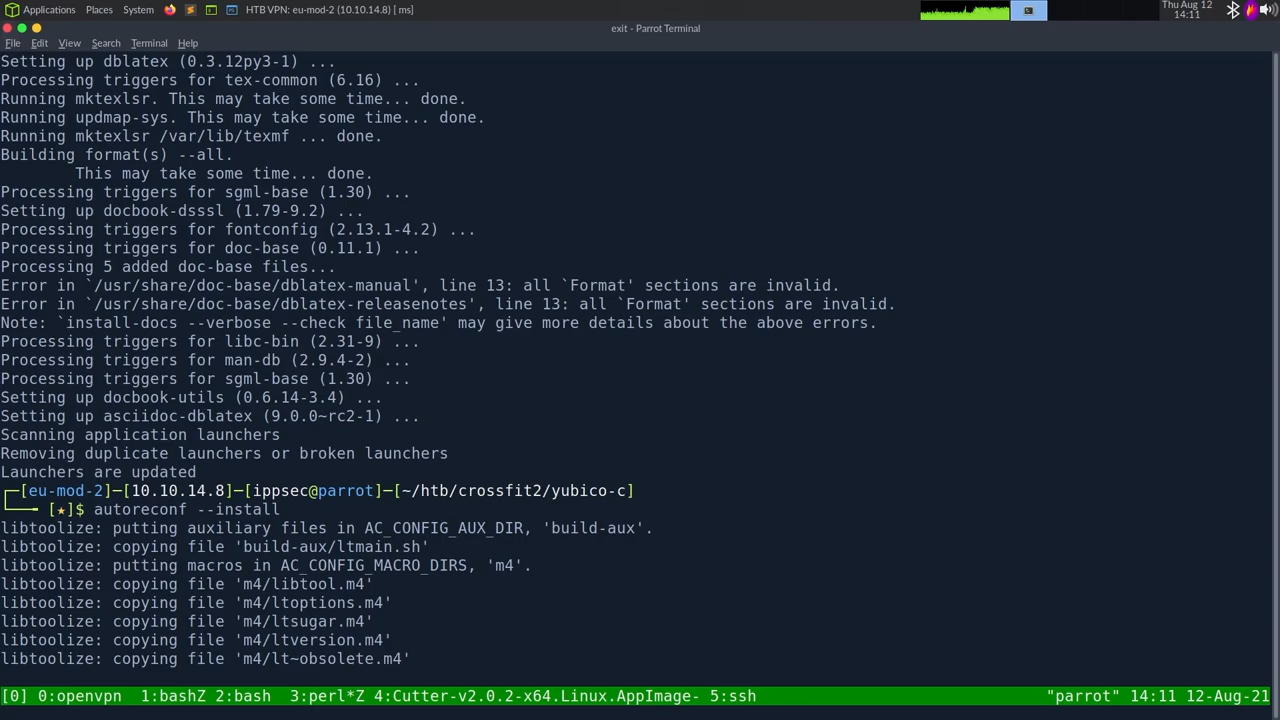 Applications Places System HTB VPN: eu-mod-2 (10.10.14.8) [ ms] Thu Aug 12 14:11
exit - Parrot Terminal
File Edit View Search Terminal Help
Setting up dblatex (0.3.12py3-1) ...
Processing triggers for tex-common (6.16) ...
Running mktexlsr. This may take some time... done.
Running updmap-sys. This may take some time... done.
Running mktexlsr /var/lib/texmf ... done.
Building format(s) --all.
        This may take some time... done.
Processing triggers for sgml-base (1.30) ...
Setting up docbook-dsssl (1.79-9.2) ...
Processing triggers for fontconfig (2.13.1-4.2) ...
Processing triggers for doc-base (0.11.1) ...
Processing 5 added doc-base files...
Error in `/usr/share/doc-base/dblatex-manual', line 13: all `Format' sections are invalid.
Error in `/usr/share/doc-base/dblatex-releasenotes', line 13: all `Format' sections are invalid.
Note: `install-docs --verbose --check file_name' may give more details about the above errors.
Processing triggers for libc-bin (2.31-9) ...
Processing triggers for man-db (2.9.4-2) ...
Processing triggers for sgml-base (1.30) ...
Setting up docbook-utils (0.6.14-3.4) ...
Setting up asciidoc-dblatex (9.0.0~rc2-1) ...
Scanning application launchers
Removing duplicate launchers or broken launchers
Launchers are updated
┌─[eu-mod-2]─[10.10.14.8]─[ippsec@parrot]─[~/htb/crossfit2/yubico-c]
└──╼ [★]$ autoreconf --install
libtoolize: putting auxiliary files in AC_CONFIG_AUX_DIR, 'build-aux'.
libtoolize: copying file 'build-aux/ltmain.sh'
libtoolize: putting macros in AC_CONFIG_MACRO_DIRS, 'm4'.
libtoolize: copying file 'm4/libtool.m4'
libtoolize: copying file 'm4/ltoptions.m4'
libtoolize: copying file 'm4/ltsugar.m4'
libtoolize: copying file 'm4/ltversion.m4'
libtoolize: copying file 'm4/lt~obsolete.m4'
[0] 0:openvpn  1:bashZ 2:bash  3:perl*Z 4:Cutter-v2.0.2-x64.Linux.AppImage- 5:ssh "parrot" 14:11 12-Aug-21